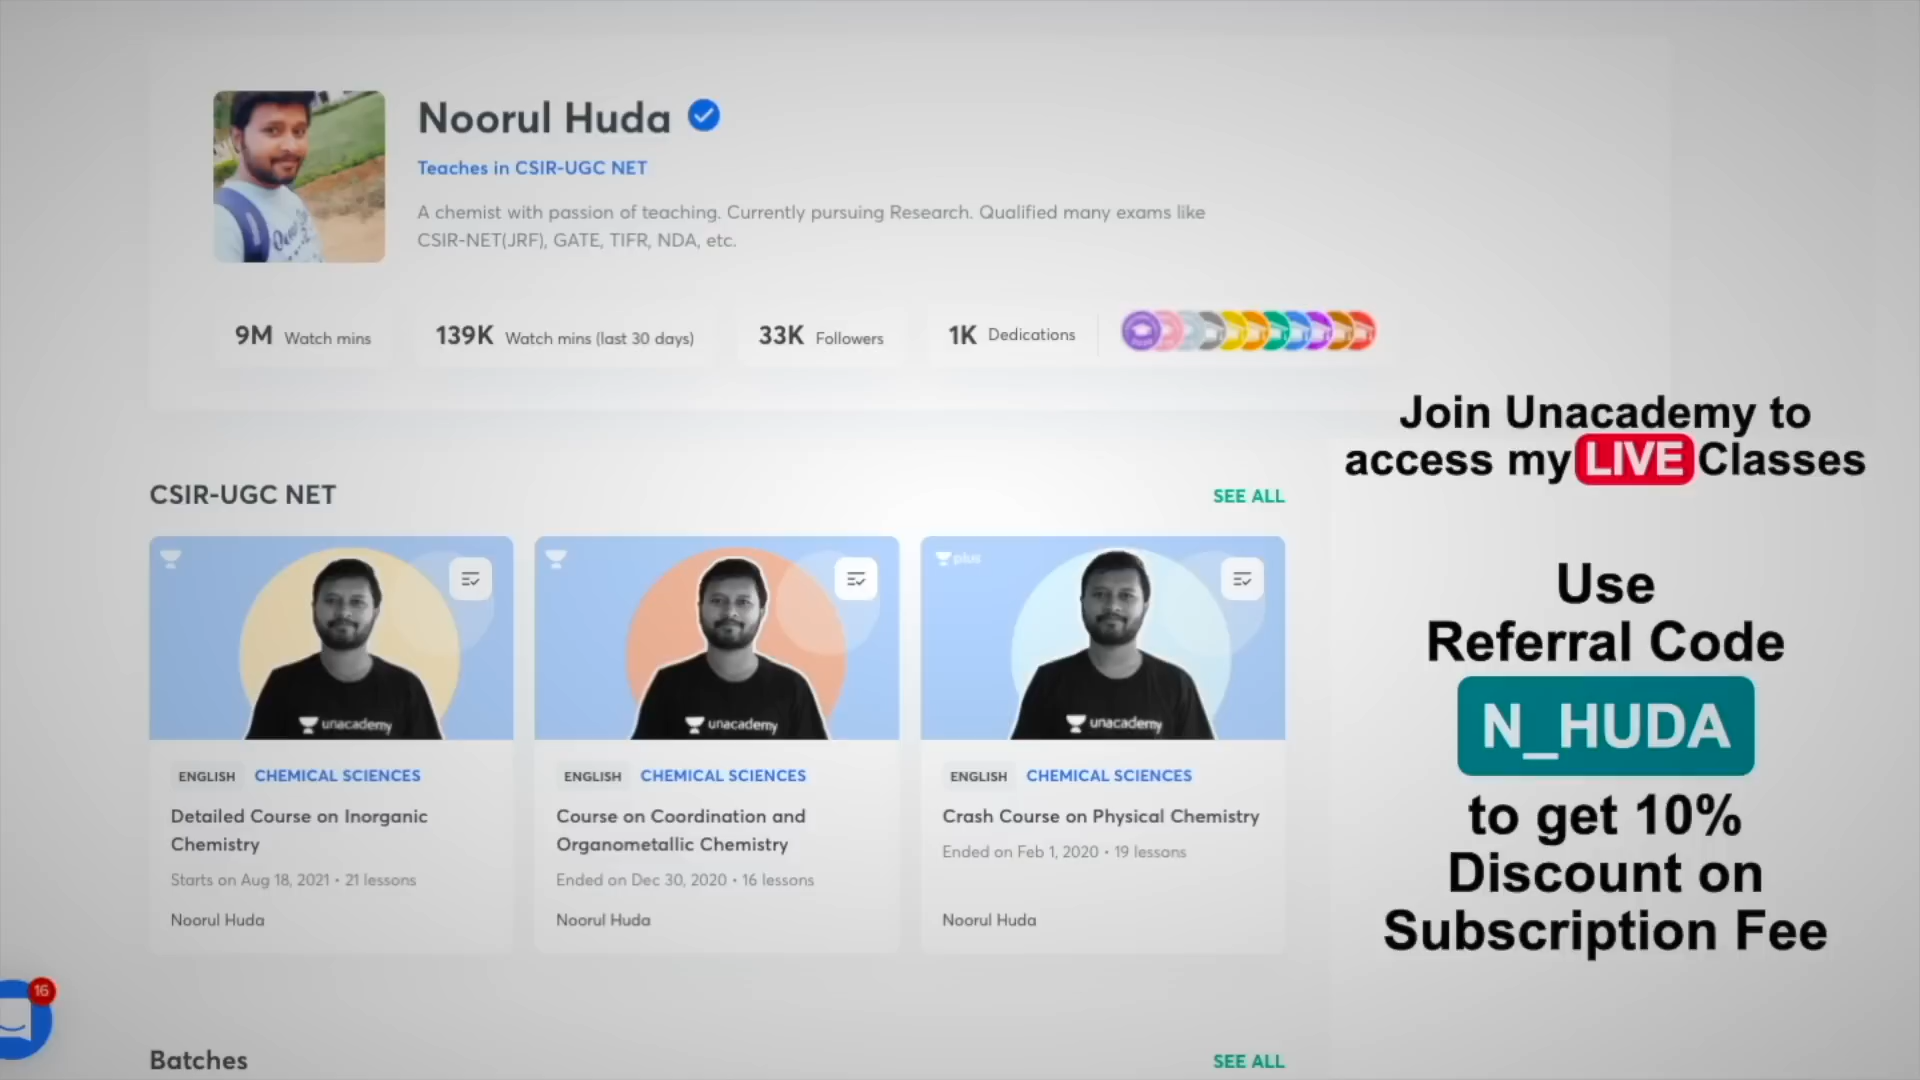 Noorul Huda
Teaches in CSIR-UGC NET
A chemist with passion of teaching. Currently pursuing Research. Qualified many exams like
CSIR-NET(JRF), GATE, TIFR, NDA, etc.
9M Watch mins
139K Watch mins (last 30 days)
33K Followers
1K Dedications
Join Unacademy to
access my LIVE Classes
Use
Referral Code
N_HUDA
to get 10%
Discount on
Subscription Fee
CSIR-UGC NET
SEE ALL
unacademy
ENGLISH CHEMICAL SCIENCES
Detailed Course on Inorganic
Chemistry
Starts on Aug 18, 2021 • 21 lessons
Noorul Huda
unacademy
ENGLISH CHEMICAL SCIENCES
Course on Coordination and
Organometallic Chemistry
Ended on Dec 30, 2020 • 16 lessons
Noorul Huda
plus
unacademy
ENGLISH CHEMICAL SCIENCES
Crash Course on Physical Chemistry
Ended on Feb 1, 2020 • 19 lessons
Noorul Huda
16
Batches
SEE ALL